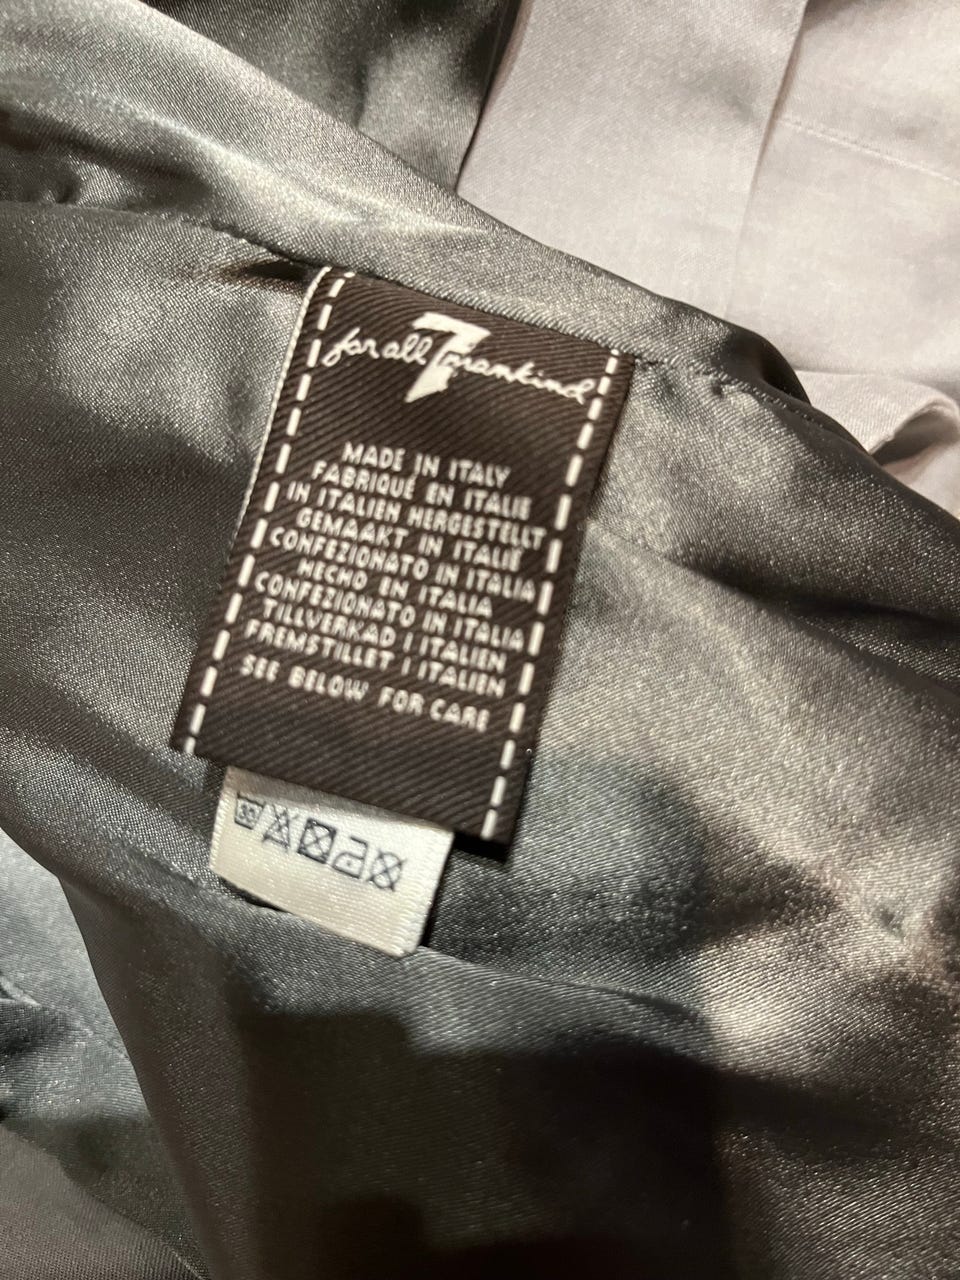 for all 7 mankind
MADE IN ITALY
FABRIQUÉ EN ITALIE
IN ITALIEN HERGESTELLT
GEMAAKT IN ITALIË
CONFEZIONATO IN ITALIA
HECHO EN ITALIA
CONFEZIONATO IN ITALIA
TILLVERKAD I ITALIEN
FREMSTILLET I ITALIEN
SEE BELOW FOR CARE
30